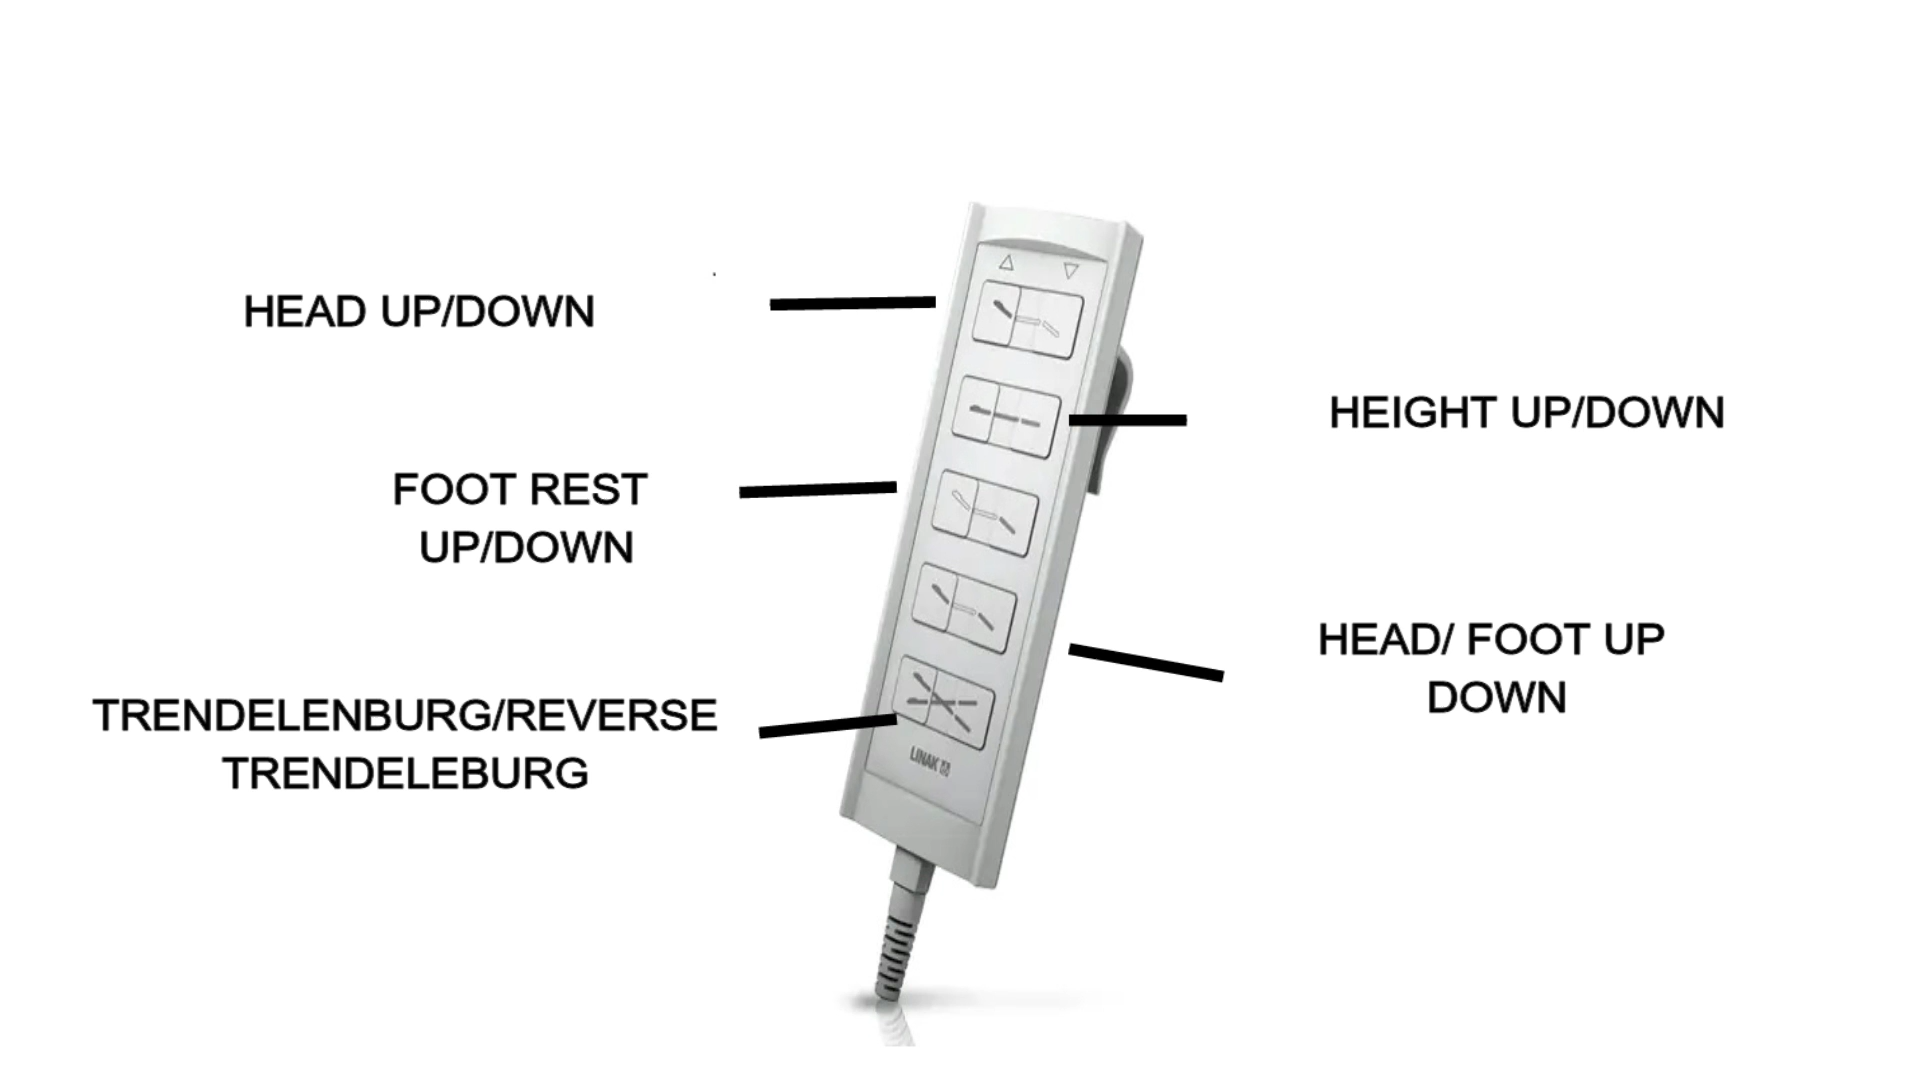 HEAD UP/DOWN
HEIGHT UP/DOWN
FOOT REST
UP/DOWN
HEAD/ FOOT UP
DOWN
TRENDELENBURG/REVERSE
TRENDELEBURG
LINAK